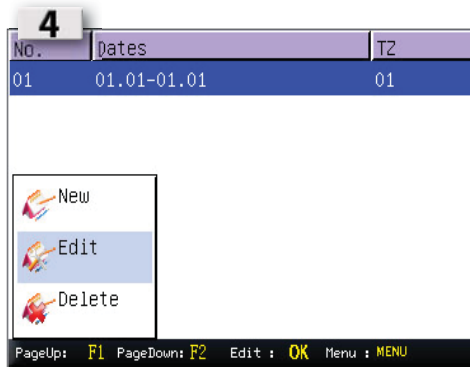 4
No. Dates TZ
01 01.01-01.01 01
New
Edit
Delete
PageUp: F1 PageDown: F2 Edit : OK Menu : MENU